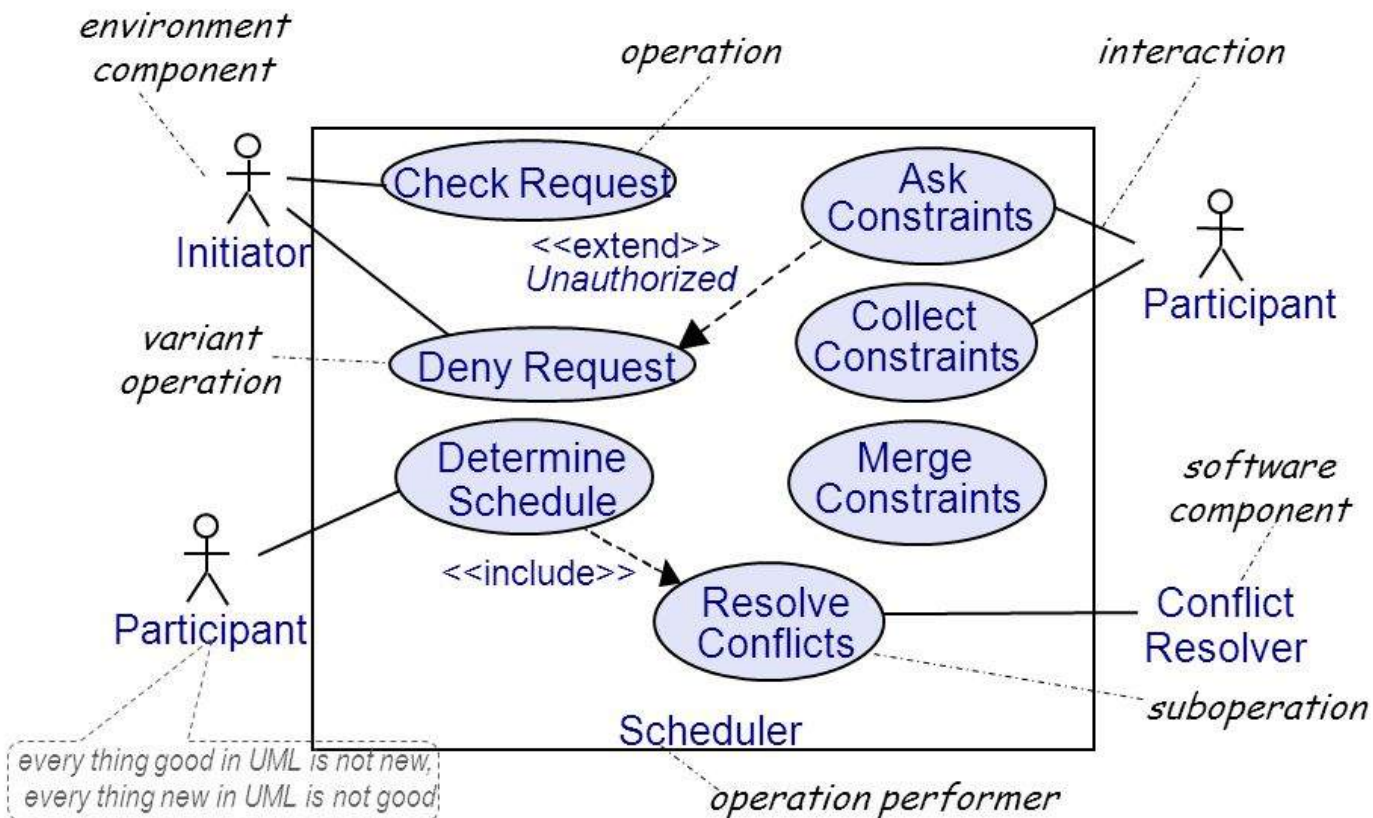 environment
component
operation
interaction
Check Request
Ask
Constraints
Initiator
<<extend>>
Unauthorized
Participant
variant
operation
Deny Request
Collect
Constraints
Determine
Schedule
Merge
Constraints
software
component
<<include>>
Participant
Resolve
Conflicts
Conflict
Resolver
suboperation
Scheduler
every thing good in UML is not new,
every thing new in UML is not good
operation performer